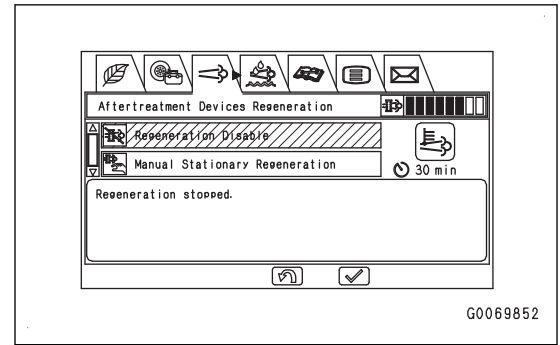 Aftertreatment Devices Regeneration
Regeneration Disable
Manual Stationary Regeneration
30 min
Regeneration stopped.
G0069852